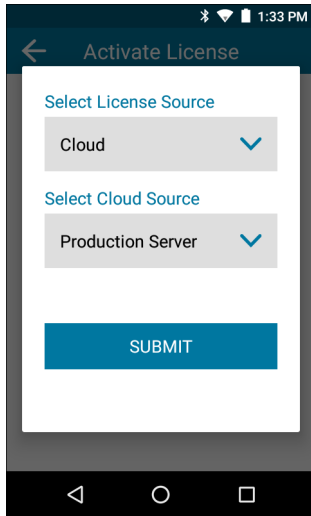 1:33 PM
Activate License
Select License Source
Cloud
Select Cloud Source
Production Server
SUBMIT